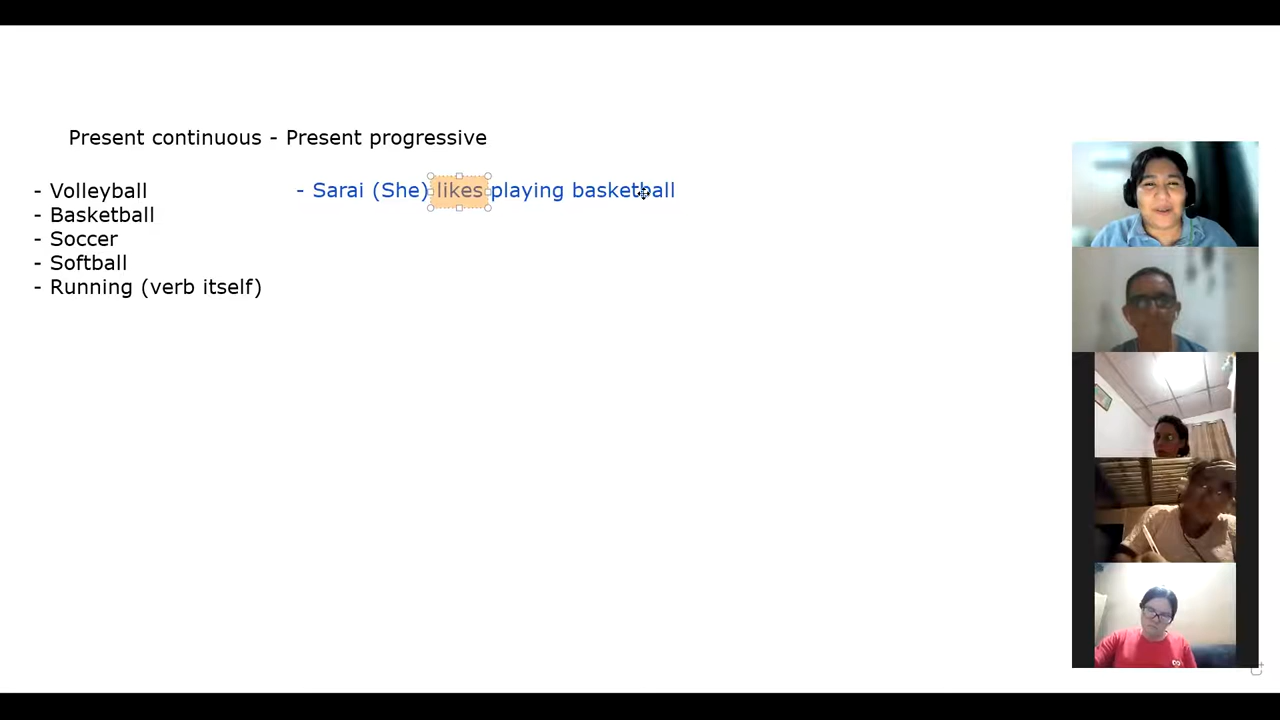 Present continuous - Present progressive
- Volleyball
- Basketball
- Soccer
- Softball
- Running (verb itself)
- Sarai (She) likes playing basketball